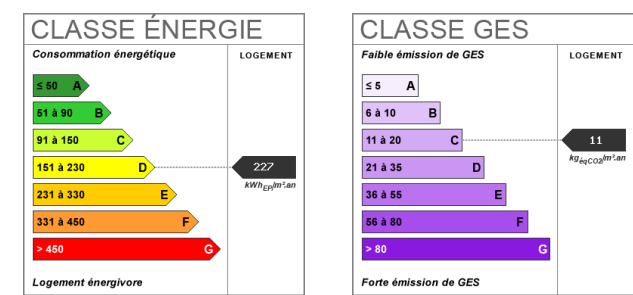 CLASSE ÉNERGIE
Consommation énergétique
LOGEMENT
≤ 50 A
51 à 90 B
91 à 150 C
151 à 230 D
227
kWhEP/m².an
231 à 330 E
331 à 450 F
> 450 G
Logement énergivore
CLASSE GES
Faible émission de GES
LOGEMENT
≤ 5 A
6 à 10 B
11 à 20 C
11
kgéqCO2/m².an
21 à 35 D
36 à 55 E
56 à 80 F
> 80 G
Forte émission de GES